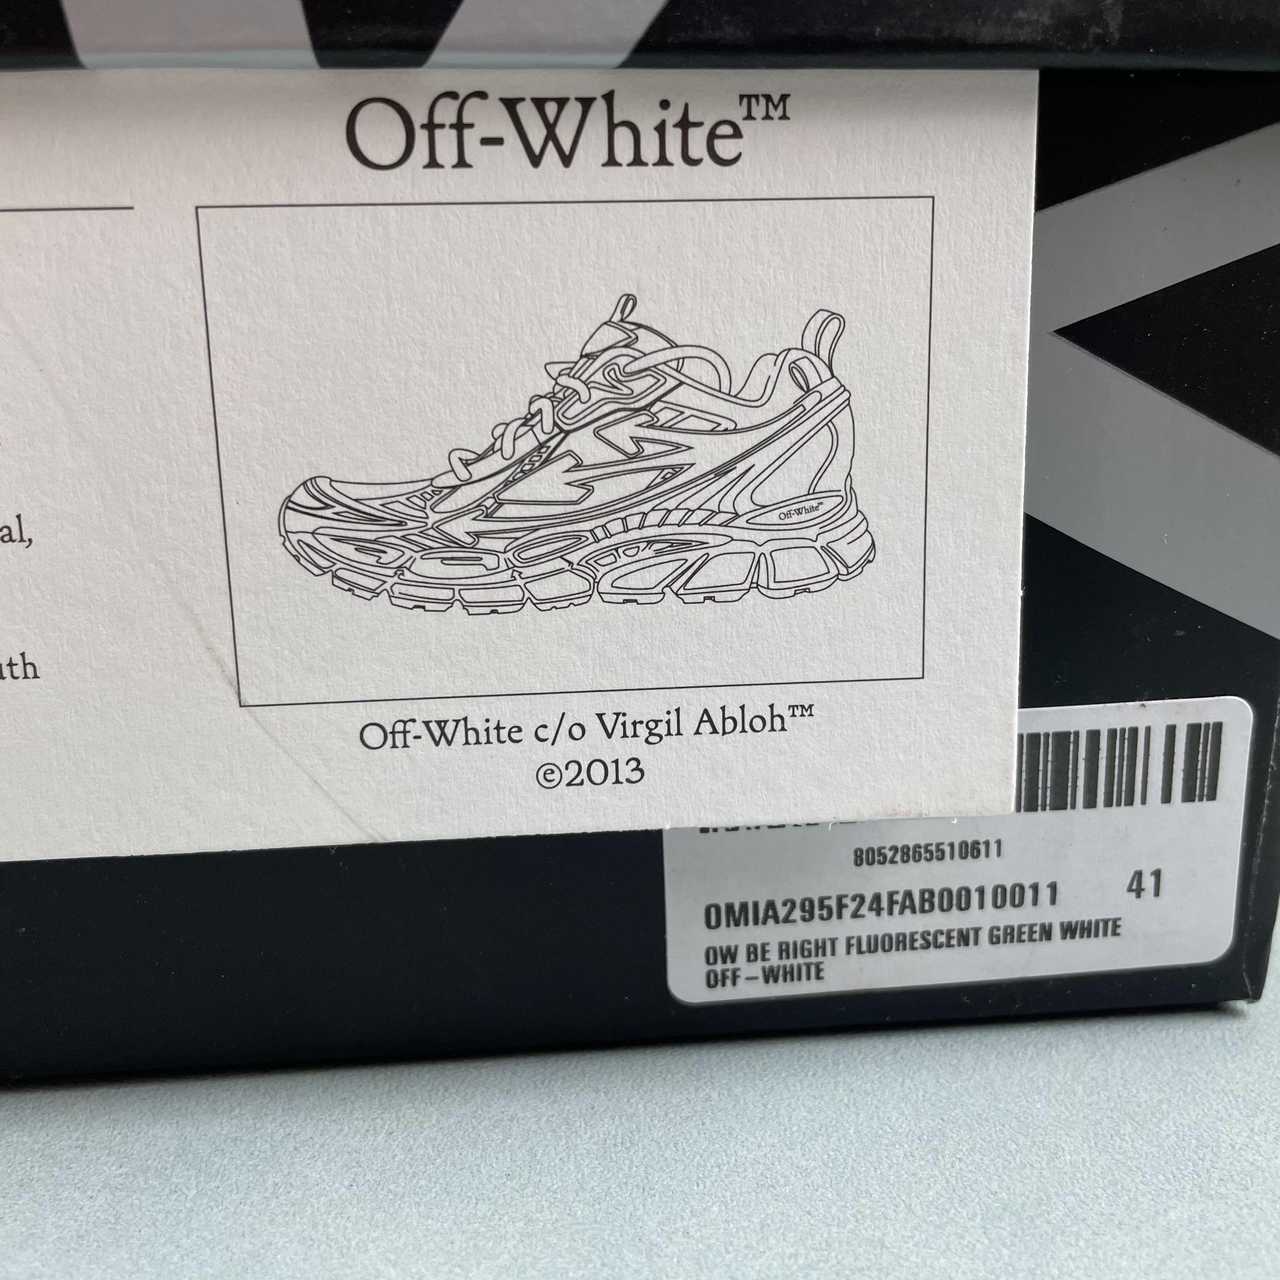 Off-White™
al,
uth
Off-White™
Off-White c/o Virgil Abloh™
©2013
8052865510611
OMIA295F24FAB0010011 41
OW BE RIGHT FLUORESCENT GREEN WHITE
OFF-WHITE